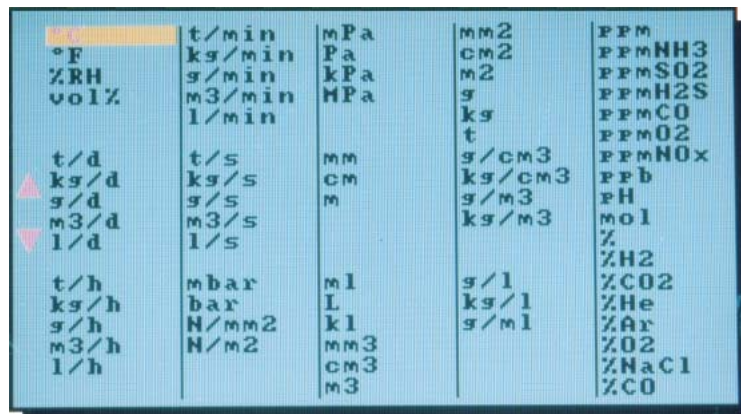 °C
°F
%RH
vol%
t/d
kg/d
g/d
m3/d
l/d
t/h
kg/h
g/h
m3/h
l/h
t/min
kg/min
g/min
m3/min
l/min
t/s
kg/s
g/s
m3/s
l/s
mbar
bar
N/mm2
N/m2
mPa
Pa
kPa
MPa
mm
cm
m
ml
L
kl
mm3
cm3
m3
mm2
cm2
m2
g
kg
t
g/cm3
kg/cm3
g/m3
kg/m3
g/l
kg/l
g/ml
ppm
ppmNH3
ppmSO2
ppmH2S
ppmCO
ppmO2
ppmNOx
ppb
pH
mol
%
%H2
%CO2
%He
%Ar
%O2
%NaCl
%CO